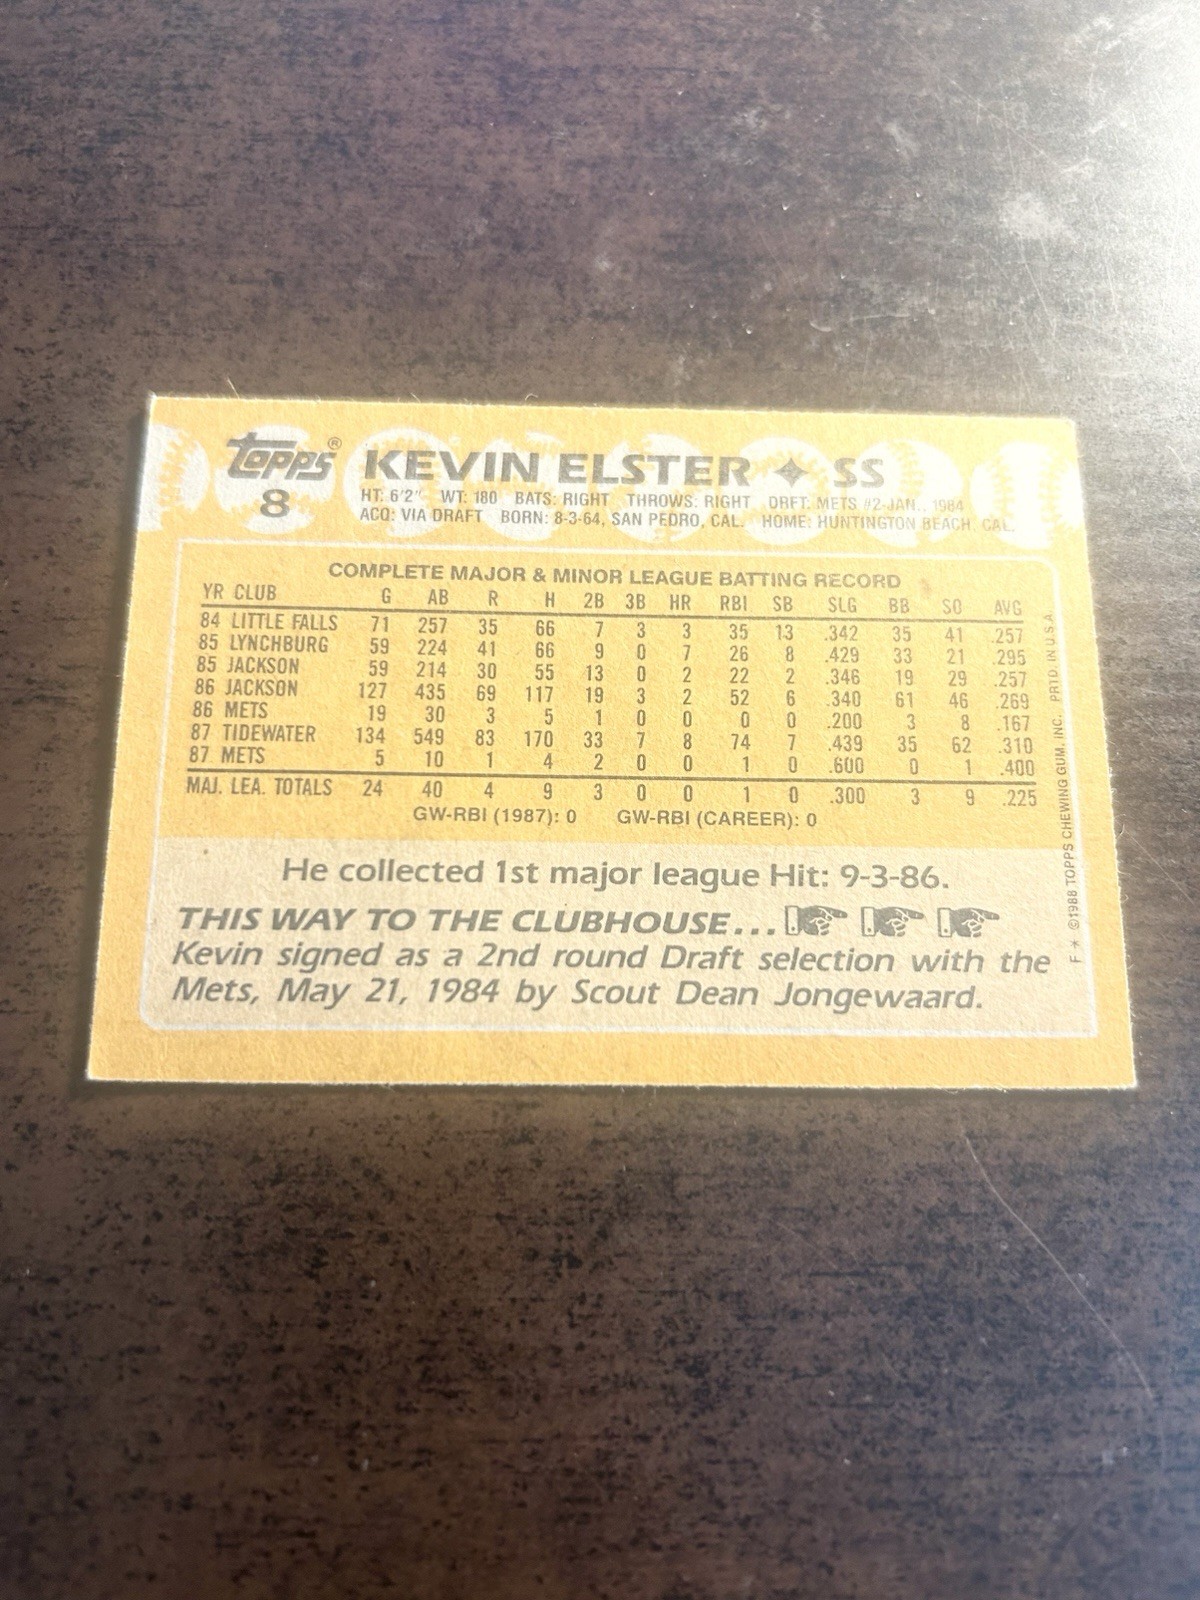 topps® KEVIN ELSTER ✦ SS
8
HT: 6'2" WT: 180 BATS: RIGHT THROWS: RIGHT DRFT: METS #2-JAN., 1984
ACQ: VIA DRAFT BORN: 8-3-64, SAN PEDRO, CAL. HOME: HUNTINGTON BEACH, CAL.
COMPLETE MAJOR & MINOR LEAGUE BATTING RECORD
YR CLUB G AB R H 2B 3B HR RBI SB SLG BB SO AVG
84 LITTLE FALLS 71 257 35 66 7 3 3 35 13 .342 35 41 .257
85 LYNCHBURG 59 224 41 66 9 0 7 26 8 .429 33 21 .295
85 JACKSON 59 214 30 55 13 0 2 22 2 .346 19 29 .257
86 JACKSON 127 435 69 117 19 3 2 52 6 .340 61 46 .269
86 METS 19 30 3 5 1 0 0 0 0 .200 3 8 .167
87 TIDEWATER 134 549 83 170 33 7 8 74 7 .439 35 62 .310
87 METS 5 10 1 4 2 0 0 1 0 .600 0 1 .400
MAJ. LEA. TOTALS 24 40 4 9 3 0 0 1 0 .300 3 9 .225
GW-RBI (1987): 0 GW-RBI (CAREER): 0
He collected 1st major league Hit: 9-3-86.
THIS WAY TO THE CLUBHOUSE...
Kevin signed as a 2nd round Draft selection with the
Mets, May 21, 1984 by Scout Dean Jongewaard.
F* ©1988 TOPPS CHEWING GUM, INC. PRTD. IN U.S.A.